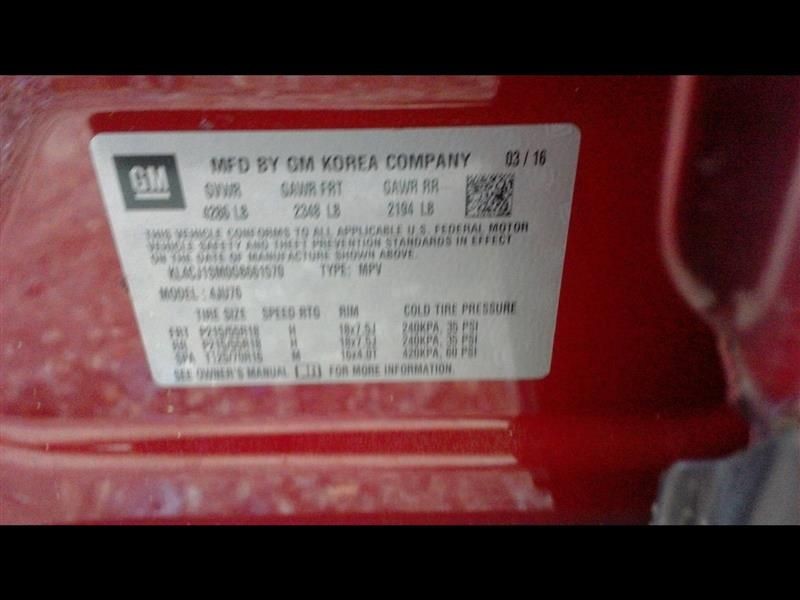 GM
MFD BY GM KOREA COMPANY 03 / 16
GVWR GAWR FRT GAWR RR
4286 LB 2348 LB 2194 LB
THIS VEHICLE CONFORMS TO ALL APPLICABLE U.S. FEDERAL MOTOR
VEHICLE SAFETY AND THEFT PREVENTION STANDARDS IN EFFECT
ON THE DATE OF MANUFACTURE SHOWN ABOVE.
TYPE: MPV
MODEL: 4JU76
TIRE SIZE SPEED RTG RIM COLD TIRE PRESSURE
FRT P215/55R18 H 18x7.5J 240KPA, 35 PSI
RR P215/55R18 H 18x7.5J 240KPA, 35 PSI
SPA T125/70R16 M 16x4.0T 420KPA, 60 PSI
SEE OWNER'S MANUAL FOR MORE INFORMATION.